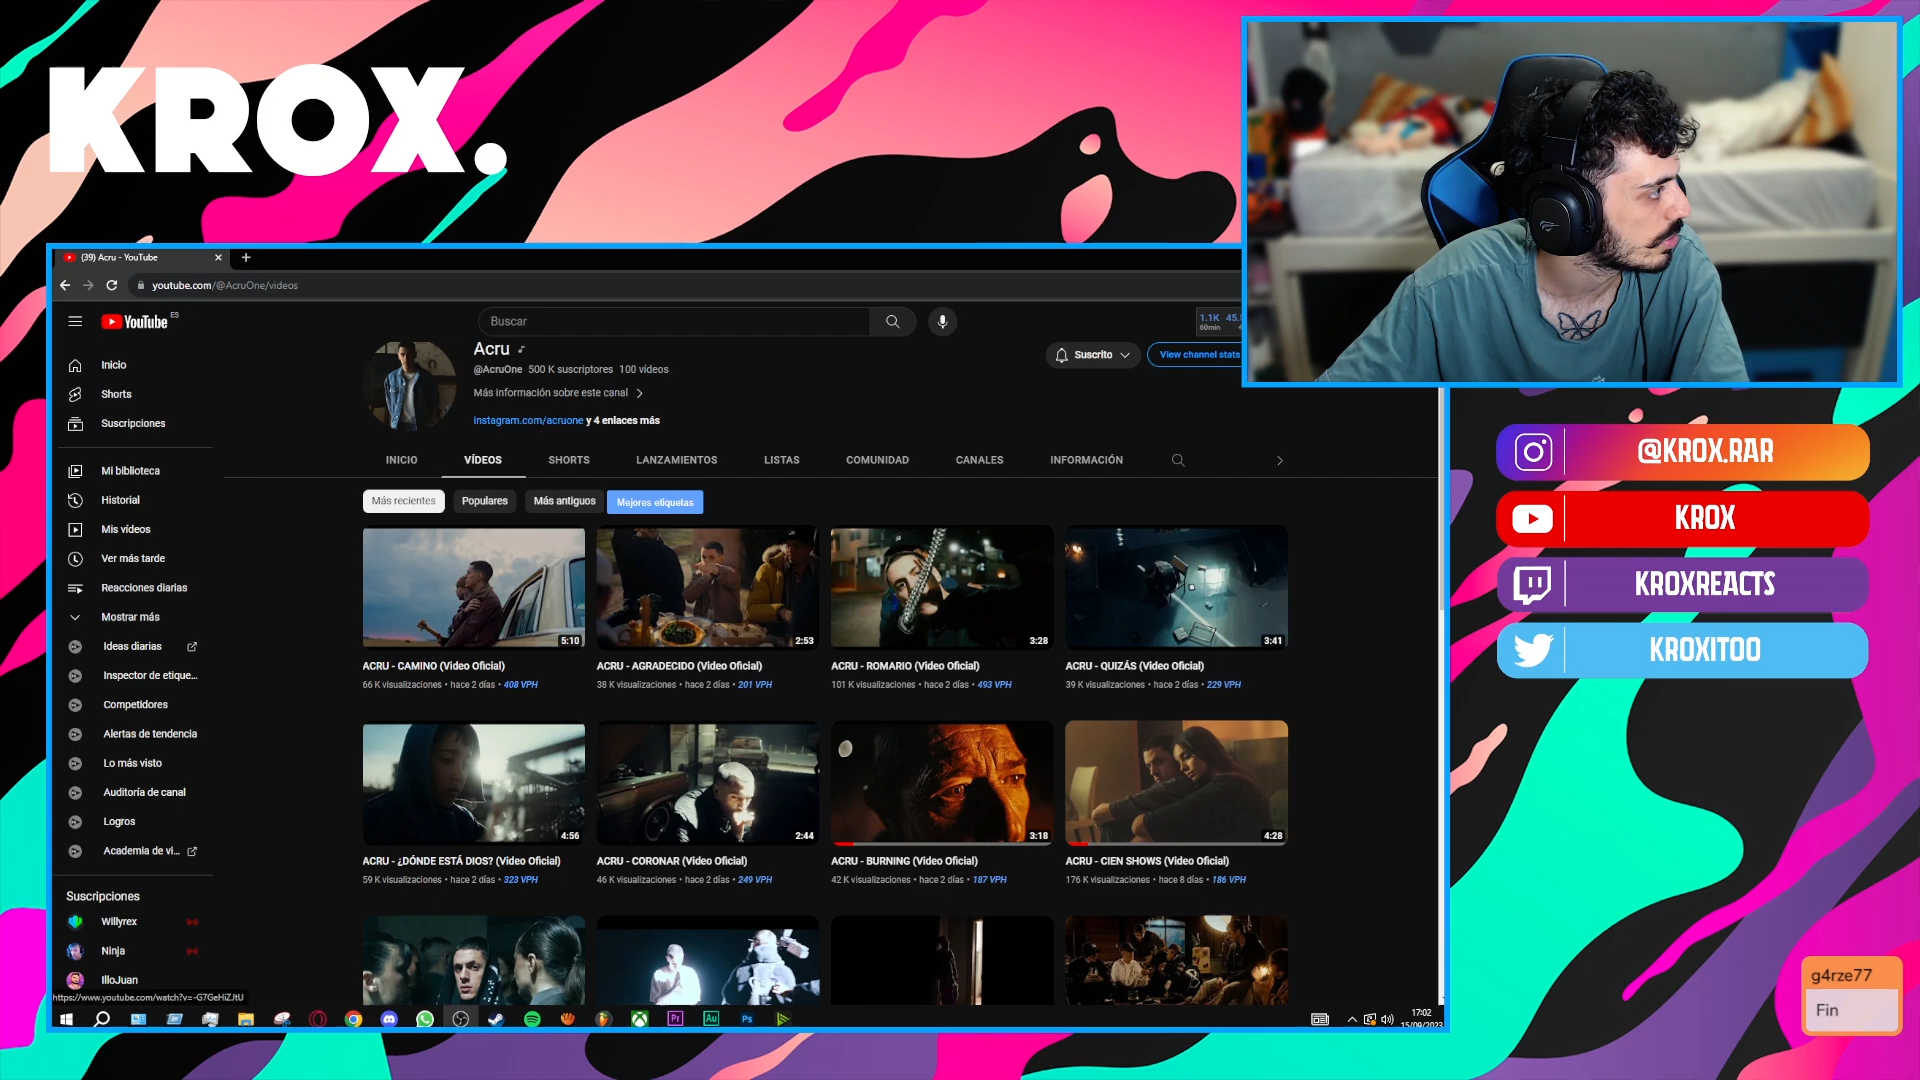 KROX.
(39) Acru - YouTube
youtube.com/@AcruOne/videos
YouTube ES
Buscar
1.1K
60min
Acru
@AcruOne 500 K suscriptores 100 vídeos
Más información sobre este canal
instagram.com/acruone y 4 enlaces más
Suscrito
View channel stats
INICIO VÍDEOS SHORTS LANZAMIENTOS LISTAS COMUNIDAD CANALES INFORMACIÓN
Más recientes Populares Más antiguos Mejores etiquetas
Inicio
Shorts
Suscripciones
Mi biblioteca
Historial
Mis vídeos
Ver más tarde
Reacciones diarias
Mostrar más
Ideas diarias
Inspector de etique...
Competidores
Alertas de tendencia
Lo más visto
Auditoría de canal
Logros
Academia de vi...
Suscripciones
Willyrex
Ninja
IlloJuan
https://www.youtube.com/watch?v=-G7GeHiZJtU
5:10 2:53 3:28 3:41
ACRU - CAMINO (Video Oficial) ACRU - AGRADECIDO (Video Oficial) ACRU - ROMARIO (Video Oficial) ACRU - QUIZÁS (Video Oficial)
66 K visualizaciones • hace 2 días • 408 VPH 38 K visualizaciones • hace 2 días • 201 VPH 101 K visualizaciones • hace 2 días • 493 VPH 39 K visualizaciones • hace 2 días • 229 VPH
4:56 2:44 3:18 4:28
ACRU - ¿DÓNDE ESTÁ DIOS? (Video Oficial) ACRU - CORONAR (Video Oficial) ACRU - BURNING (Video Oficial) ACRU - CIEN SHOWS (Video Oficial)
59 K visualizaciones • hace 2 días • 323 VPH 46 K visualizaciones • hace 2 días • 249 VPH 42 K visualizaciones • hace 2 días • 187 VPH 176 K visualizaciones • hace 8 días • 186 VPH
Pr Au Ps
17:02
15/09/2023
@KROX.RAR
KROX
KROXREACTS
KROXITOO
g4rze77
Fin